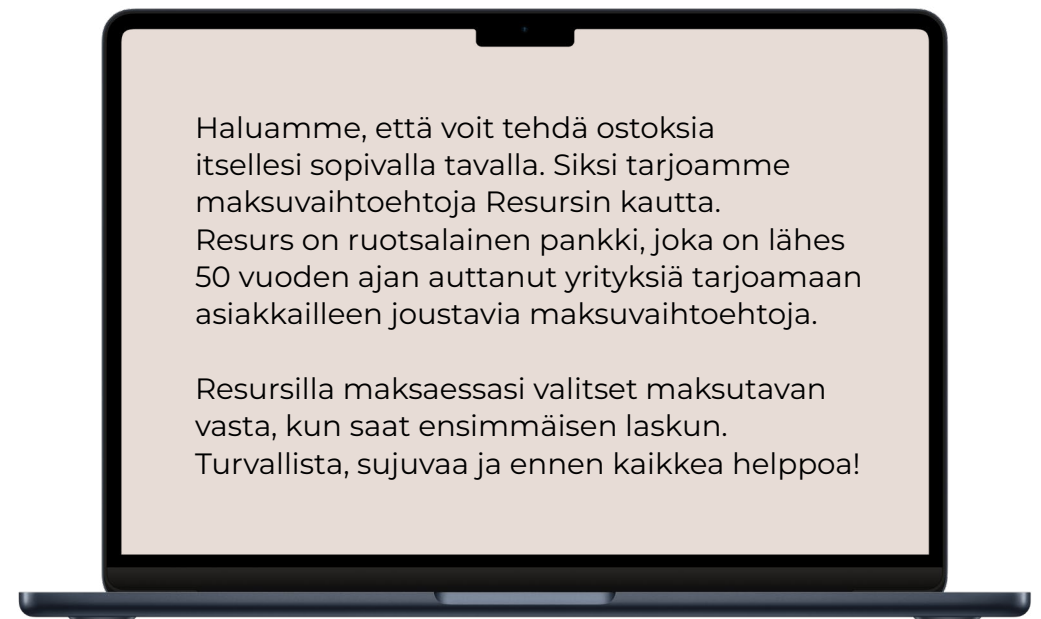 Haluamme, että voit tehdä ostoksia
itsellesi sopivalla tavalla. Siksi tarjoamme
maksuvaihtoehtoja Resursin kautta.
Resurs on ruotsalainen pankki, joka on lähes
50 vuoden ajan auttanut yrityksiä tarjoamaan
asiakkailleen joustavia maksuvaihtoehtoja.
Resursilla maksaessasi valitset maksutavan
vasta, kun saat ensimmäisen laskun.
Turvallista, sujuvaa ja ennen kaikkea helppoa!